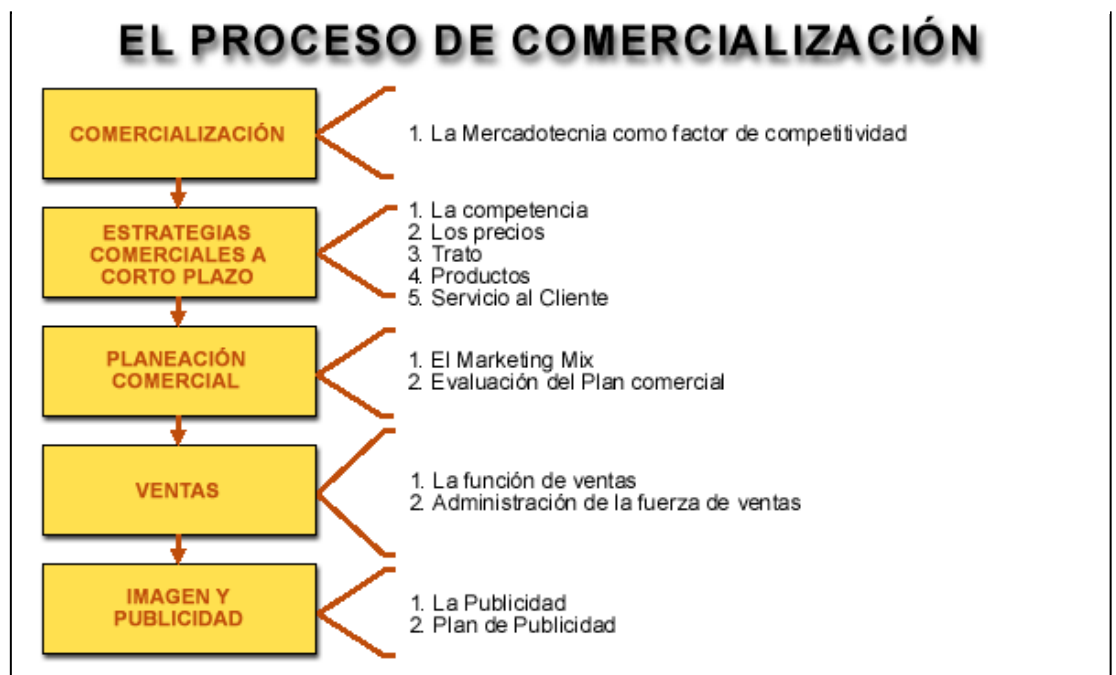 EL PROCESO DE COMERCIALIZACIÓN
COMERCIALIZACIÓN
1. La Mercadotecnia como factor de competitividad
ESTRATEGIAS
COMERCIALES A
CORTO PLAZO
1. La competencia
2. Los precios
3. Trato
4. Productos
5. Servicio al Cliente
PLANEACIÓN
COMERCIAL
1. El Marketing Mix
2. Evaluación del Plan comercial
VENTAS
1. La función de ventas
2. Administración de la fuerza de ventas
IMAGEN Y
PUBLICIDAD
1. La Publicidad
2. Plan de Publicidad